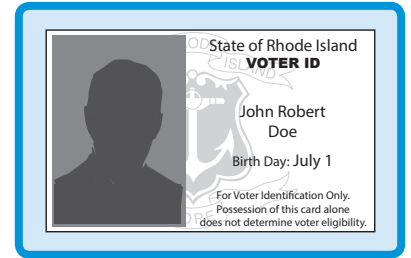 State of Rhode Island
VOTER ID
John Robert
Doe
Birth Day: July 1
For Voter Identification Only.
Possession of this card alone
does not determine voter eligibility.